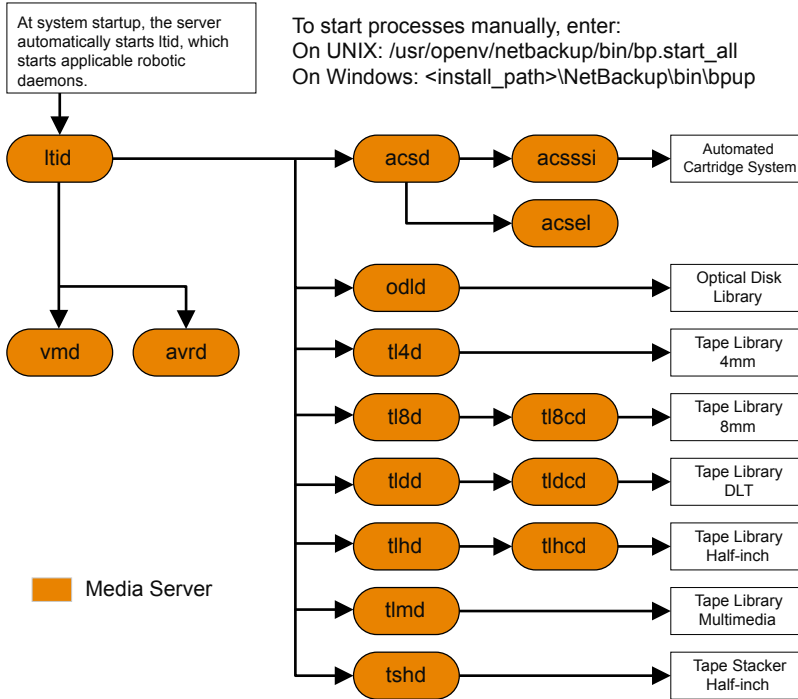 At system startup, the server
automatically starts ltid, which
starts applicable robotic
daemons.
To start processes manually, enter:
On UNIX: /usr/openv/netbackup/bin/bp.start_all
On Windows: <install_path>\NetBackup\bin\bpup
ltid
acsd
acsssi
Automated
Cartridge System
acsel
odld
Optical Disk
Library
vmd
avrd
tl4d
Tape Library
4mm
tl8d
tl8cd
Tape Library
8mm
tldd
tldcd
Tape Library
DLT
tlhd
tlhcd
Tape Library
Half-inch
Media Server
tlmd
Tape Library
Multimedia
tshd
Tape Stacker
Half-inch